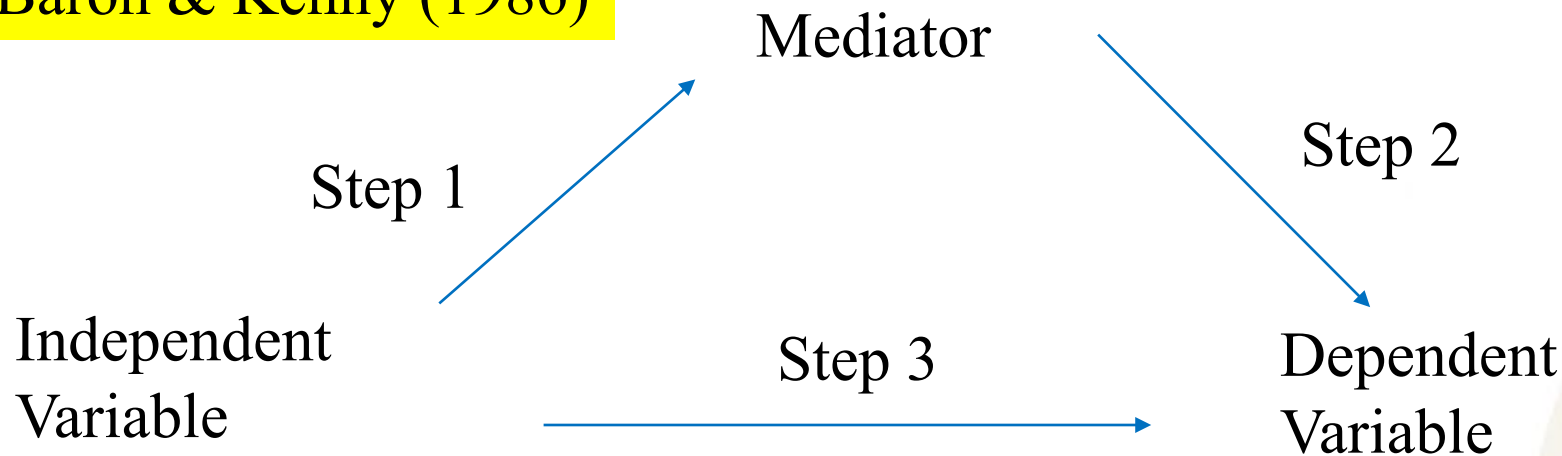 Baron & Kenny (1986)
Mediator
Step 2
Step 1
Independent
Variable
Step 3
Dependent
Variable